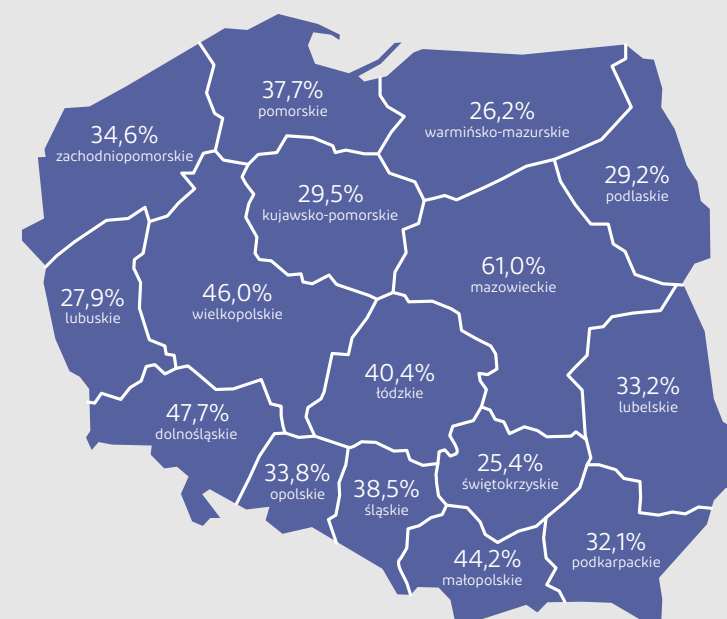 37,7%
pomorskie
26,2%
warmińsko-mazurskie
34,6%
zachodniopomorskie
29,2%
podlaskie
29,5%
kujawsko-pomorskie
61,0%
mazowieckie
27,9%
lubuskie
46,0%
wielkopolskie
40,4%
łódzkie
33,2%
lubelskie
47,7%
dolnośląskie
33,8%
opolskie
38,5%
śląskie
25,4%
świętokrzyskie
44,2%
małopolskie
32,1%
podkarpackie